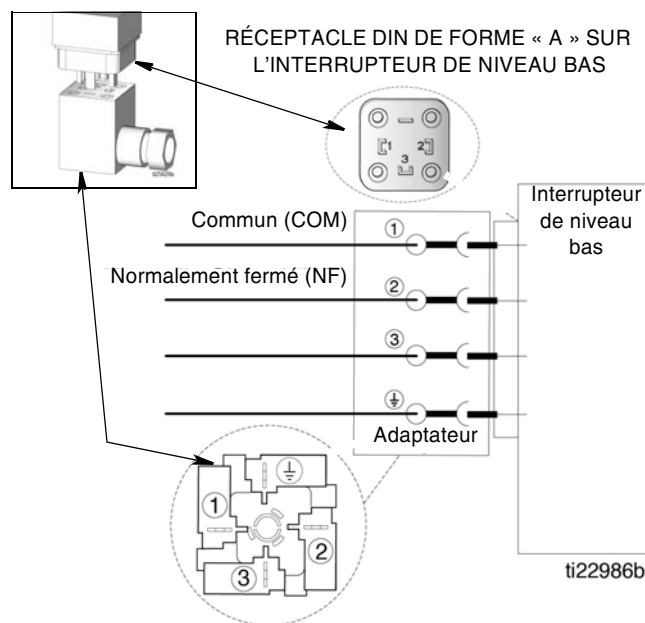 RÉCEPTACLE DIN DE FORME « A » SUR
L'INTERRUPTEUR DE NIVEAU BAS
1
2
3
Interrupteur
de niveau
bas
Commun (COM)
1
Normalement fermé (NF)
2
3
Adaptateur
1
2
3
ti22986b